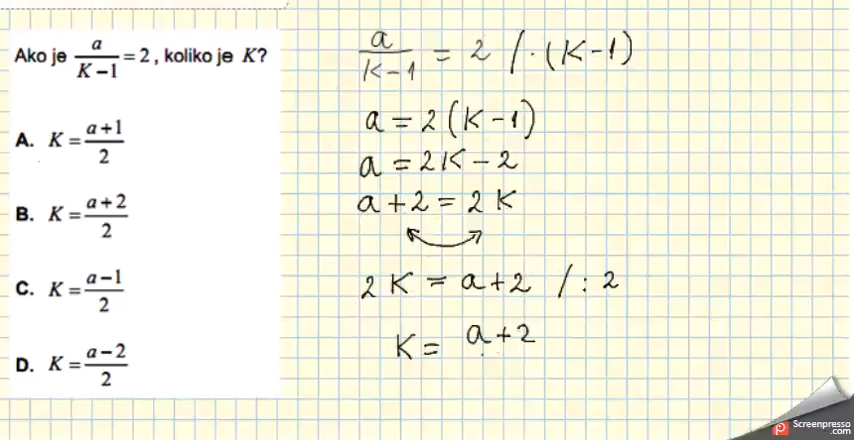 Ako je a/(K−1) = 2, koliko je K?
A. K = (a+1)/2
B. K = (a+2)/2
C. K = (a−1)/2
D. K = (a−2)/2
a/(K−1) = 2 / · (K−1)
a = 2(K−1)
a = 2K − 2
a + 2 = 2K
2K = a+2 / : 2
K = a+2
Screenpresso
.com